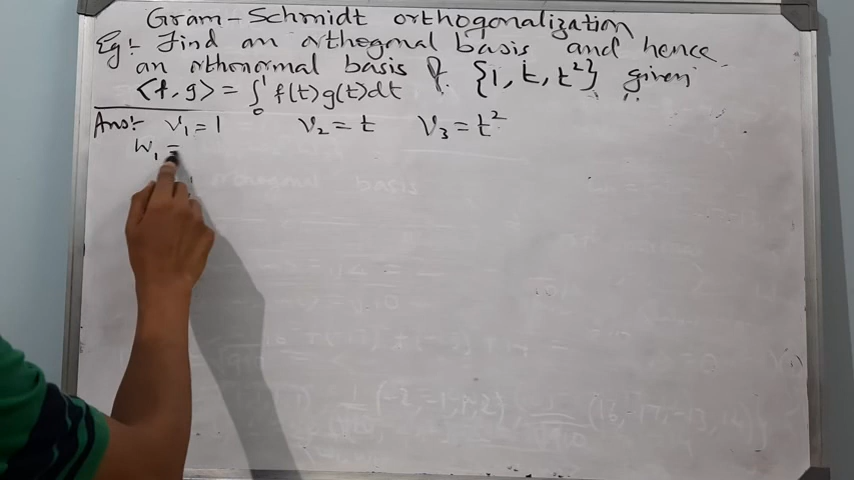 Gram-Schmidt orthogonalization
Eg:- Find an orthogonal basis and hence
an orthonormal basis of {1, t, t²} given
<f, g> = ∫₀¹ f(t)g(t)dt
Ans:- V₁ = 1 V₂ = t V₃ = t²
W₁ =